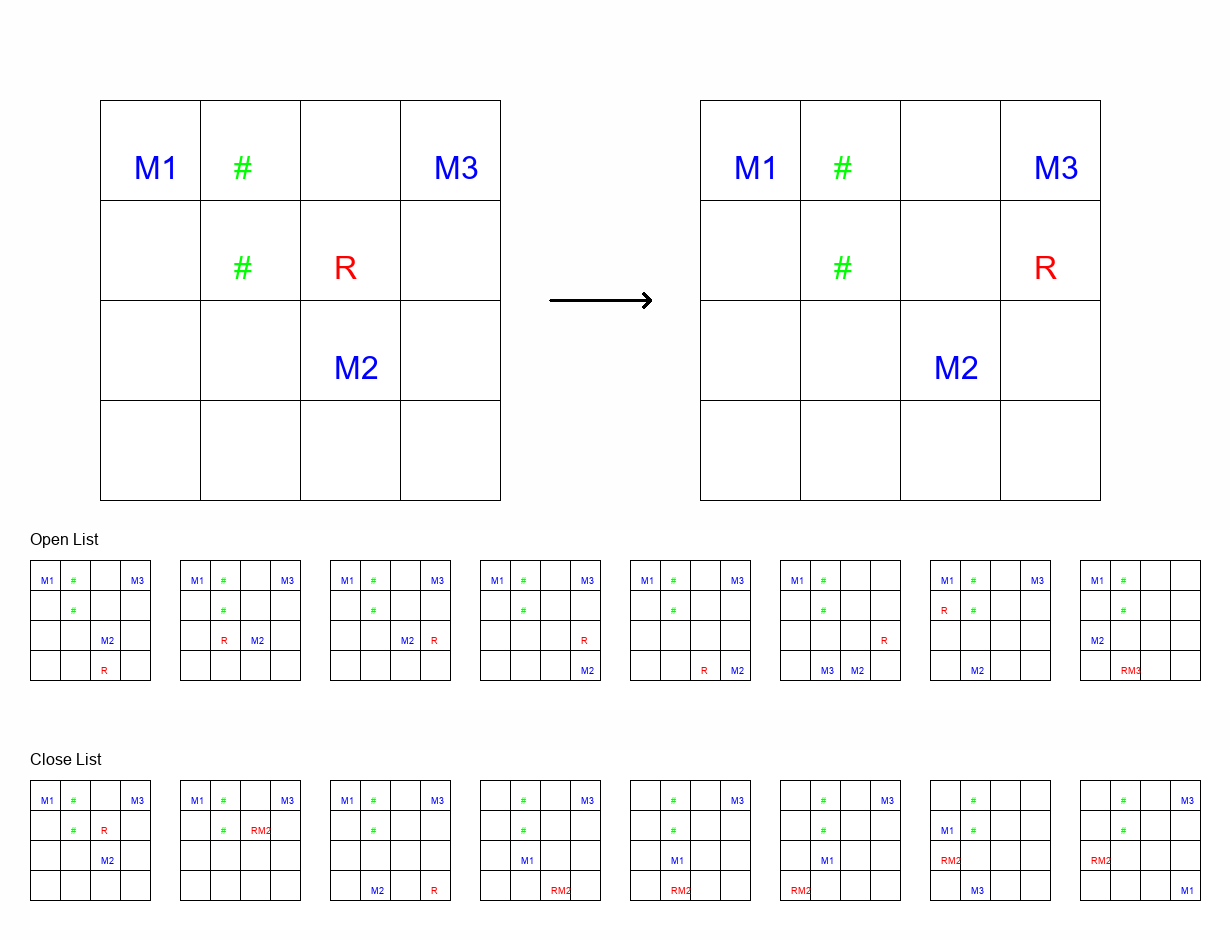 M1 # M3 M1 # M3
# R # R
M2 M2
Open List
M1 # M3 M1 # M3 M1 # M3 M1 # M3 M1 # M3 M1 # M1 # M3 M1 #
# # # # # # R # #
M2 R M2 M2 R R R M2
R M2 R M2 M3 M2 M2 RM3
Close List
M1 # M3 M1 # M3 M1 # M3 # M3 # M3 # M3 # # M3
# R # RM2 # # # # M1 # #
M2 M1 M1 M1 RM2 RM2
M2 R RM2 RM2 RM2 M3 M1